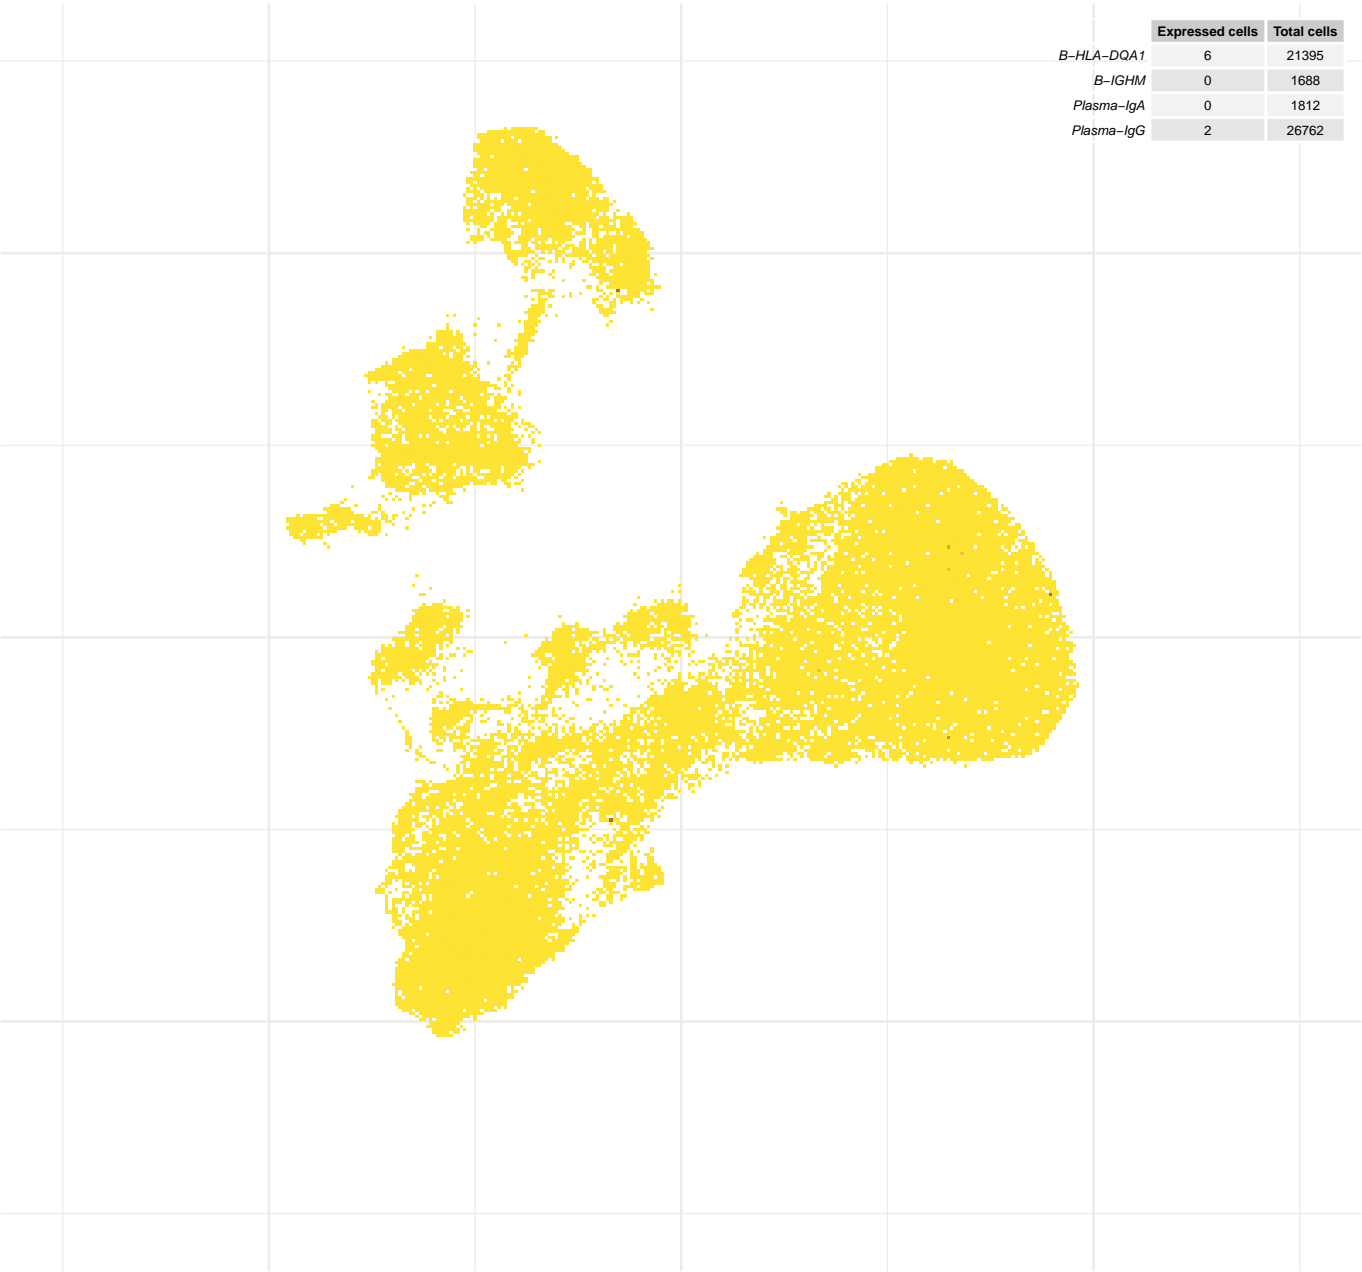 Expressed cells Total cells
B−HLA−DQA1 6 21395
B−IGHM 0 1688
Plasma−IgA 0 1812
Plasma−IgG 2 26762